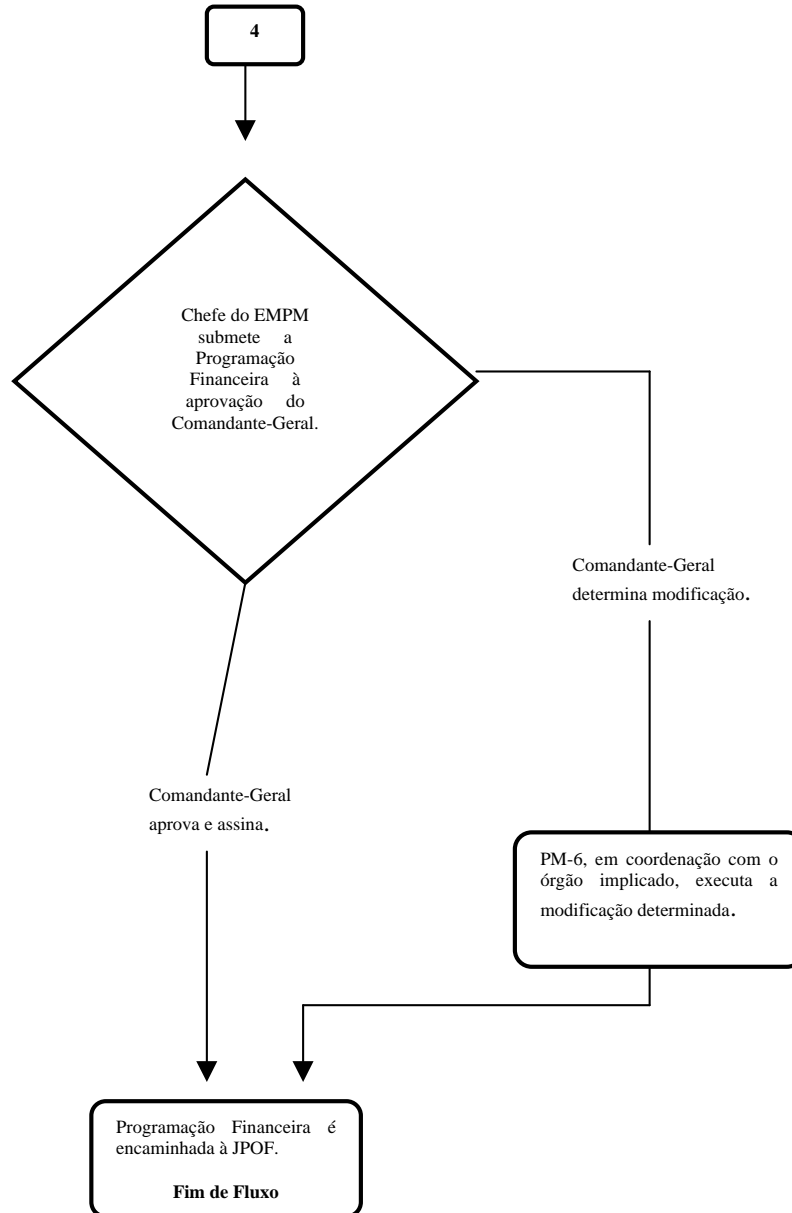 4
Chefe do EMPM
submete a
Programação
Financeira à
aprovação do
Comandante-Geral.
Comandante-Geral
determina modificação.
Comandante-Geral
aprova e assina.
PM-6, em coordenação com o
órgão implicado, executa a
modificação determinada.
Programação Financeira é
encaminhada à JPOF.
Fim de Fluxo